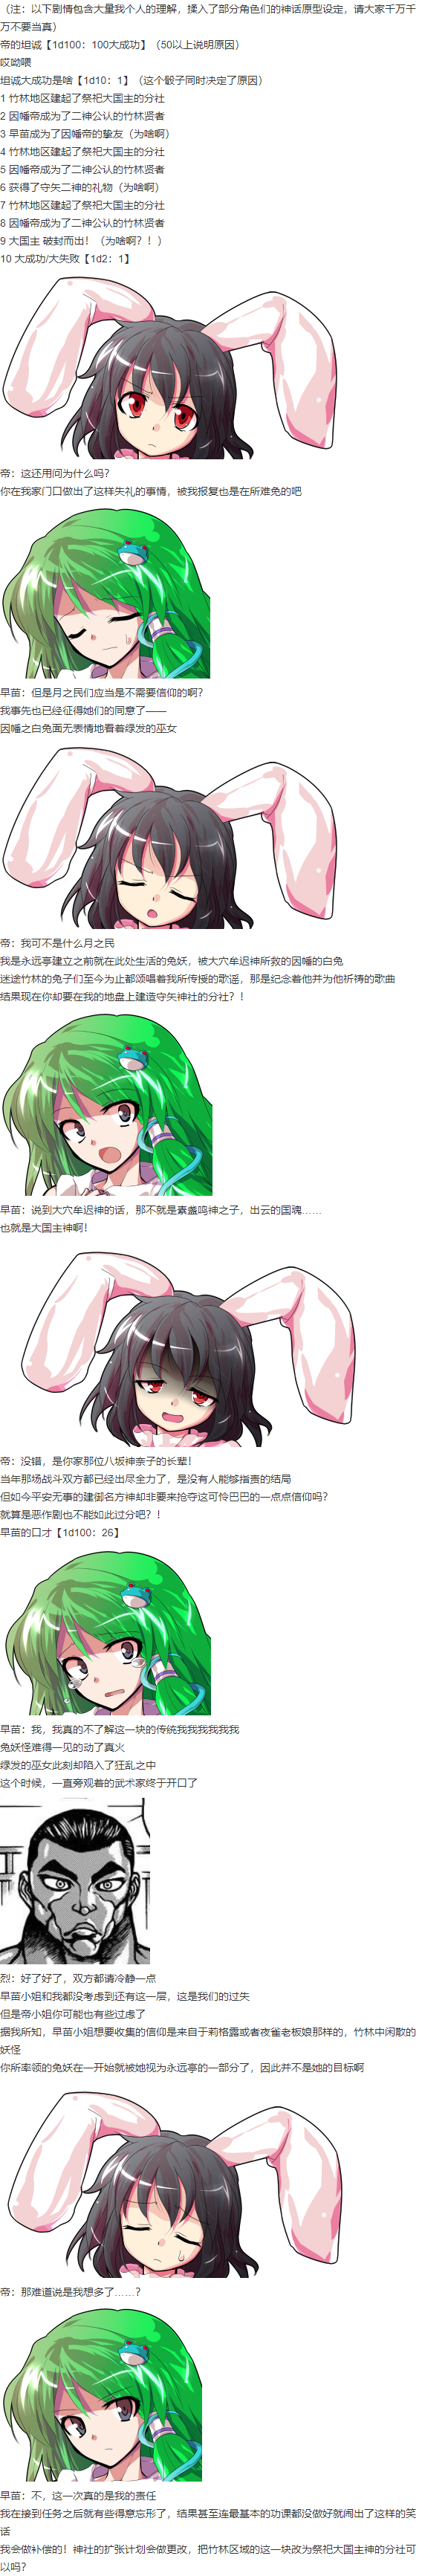 （注：以下剧情包含大量我个人的理解，揉入了部分角色们的神话原型设定，请大家千万千
万不要当真）
帝的坦诚【1d100：100大成功】（50以上说明原因）
哎呦喂
坦诚大成功是啥【1d10：1】（这个骰子同时决定了原因）
1 竹林地区建起了祭祀大国主的分社
2 因幡帝成为了二神公认的竹林贤者
3 早苗成为了因幡帝的挚友（为啥啊）
4 竹林地区建起了祭祀大国主的分社
5 因幡帝成为了二神公认的竹林贤者
6 获得了守矢二神的礼物（为啥啊）
7 竹林地区建起了祭祀大国主的分社
8 因幡帝成为了二神公认的竹林贤者
9 大国主 破封而出！（为啥啊？！）
10 大成功/大失败【1d2：1】
帝：这还用问为什么吗？
你在我家门口做出了这样失礼的事情，被我报复也是在所难免的吧
早苗：但是月之民们应当是不需要信仰的啊？
我事先也已经征得她们的同意了——
因幡之白兔面无表情地看着绿发的巫女
帝：我可不是什么月之民
我是永远亭建立之前就在此处生活的兔妖，被大穴牟迟神所救的因幡的白兔
迷途竹林的兔子们至今为止都颂唱着我所传授的歌谣，那是纪念着他并为他祈祷的歌曲
结果现在你却要在我的地盘上建造守矢神社的分社？！
早苗：说到大穴牟迟神的话，那不就是素盏鸣神之子，出云的国魂……
也就是大国主神啊！
帝：没错，是你家那位八坂神奈子的长辈！
当年那场战斗双方都已经出尽全力了，是没有人能够指责的结局
但如今平安无事的建御名方神却非要来抢夺这可怜巴巴的一点点信仰吗？
就算是恶作剧也不能如此过分吧？！
早苗的口才【1d100：26】
早苗：我，我真的不了解这一块的传统我我我我我我
兔妖怪难得一见的动了真火
绿发的巫女此刻却陷入了狂乱之中
这个时候，一直旁观着的武术家终于开口了
烈：好了好了，双方都请冷静一点
早苗小姐和我都没考虑到还有这一层，这是我们的过失
但是帝小姐你可能也有些过虑了
据我所知，早苗小姐想要收集的信仰是来自于莉格露或者夜雀老板娘那样的，竹林中闲散的
妖怪
你所率领的兔妖在一开始就被她视为永远亭的一部分了，因此并不是她的目标啊
帝：那难道说是我想多了……？
早苗：不，这一次真的是我的责任
我在接到任务之后就有些得意忘形了，结果甚至连最基本的功课都没做好就闹出了这样的笑
话
我会做补偿的！神社的扩张计划会做更改，把竹林区域的这一块改为祭祀大国主神的分社可
以吗？